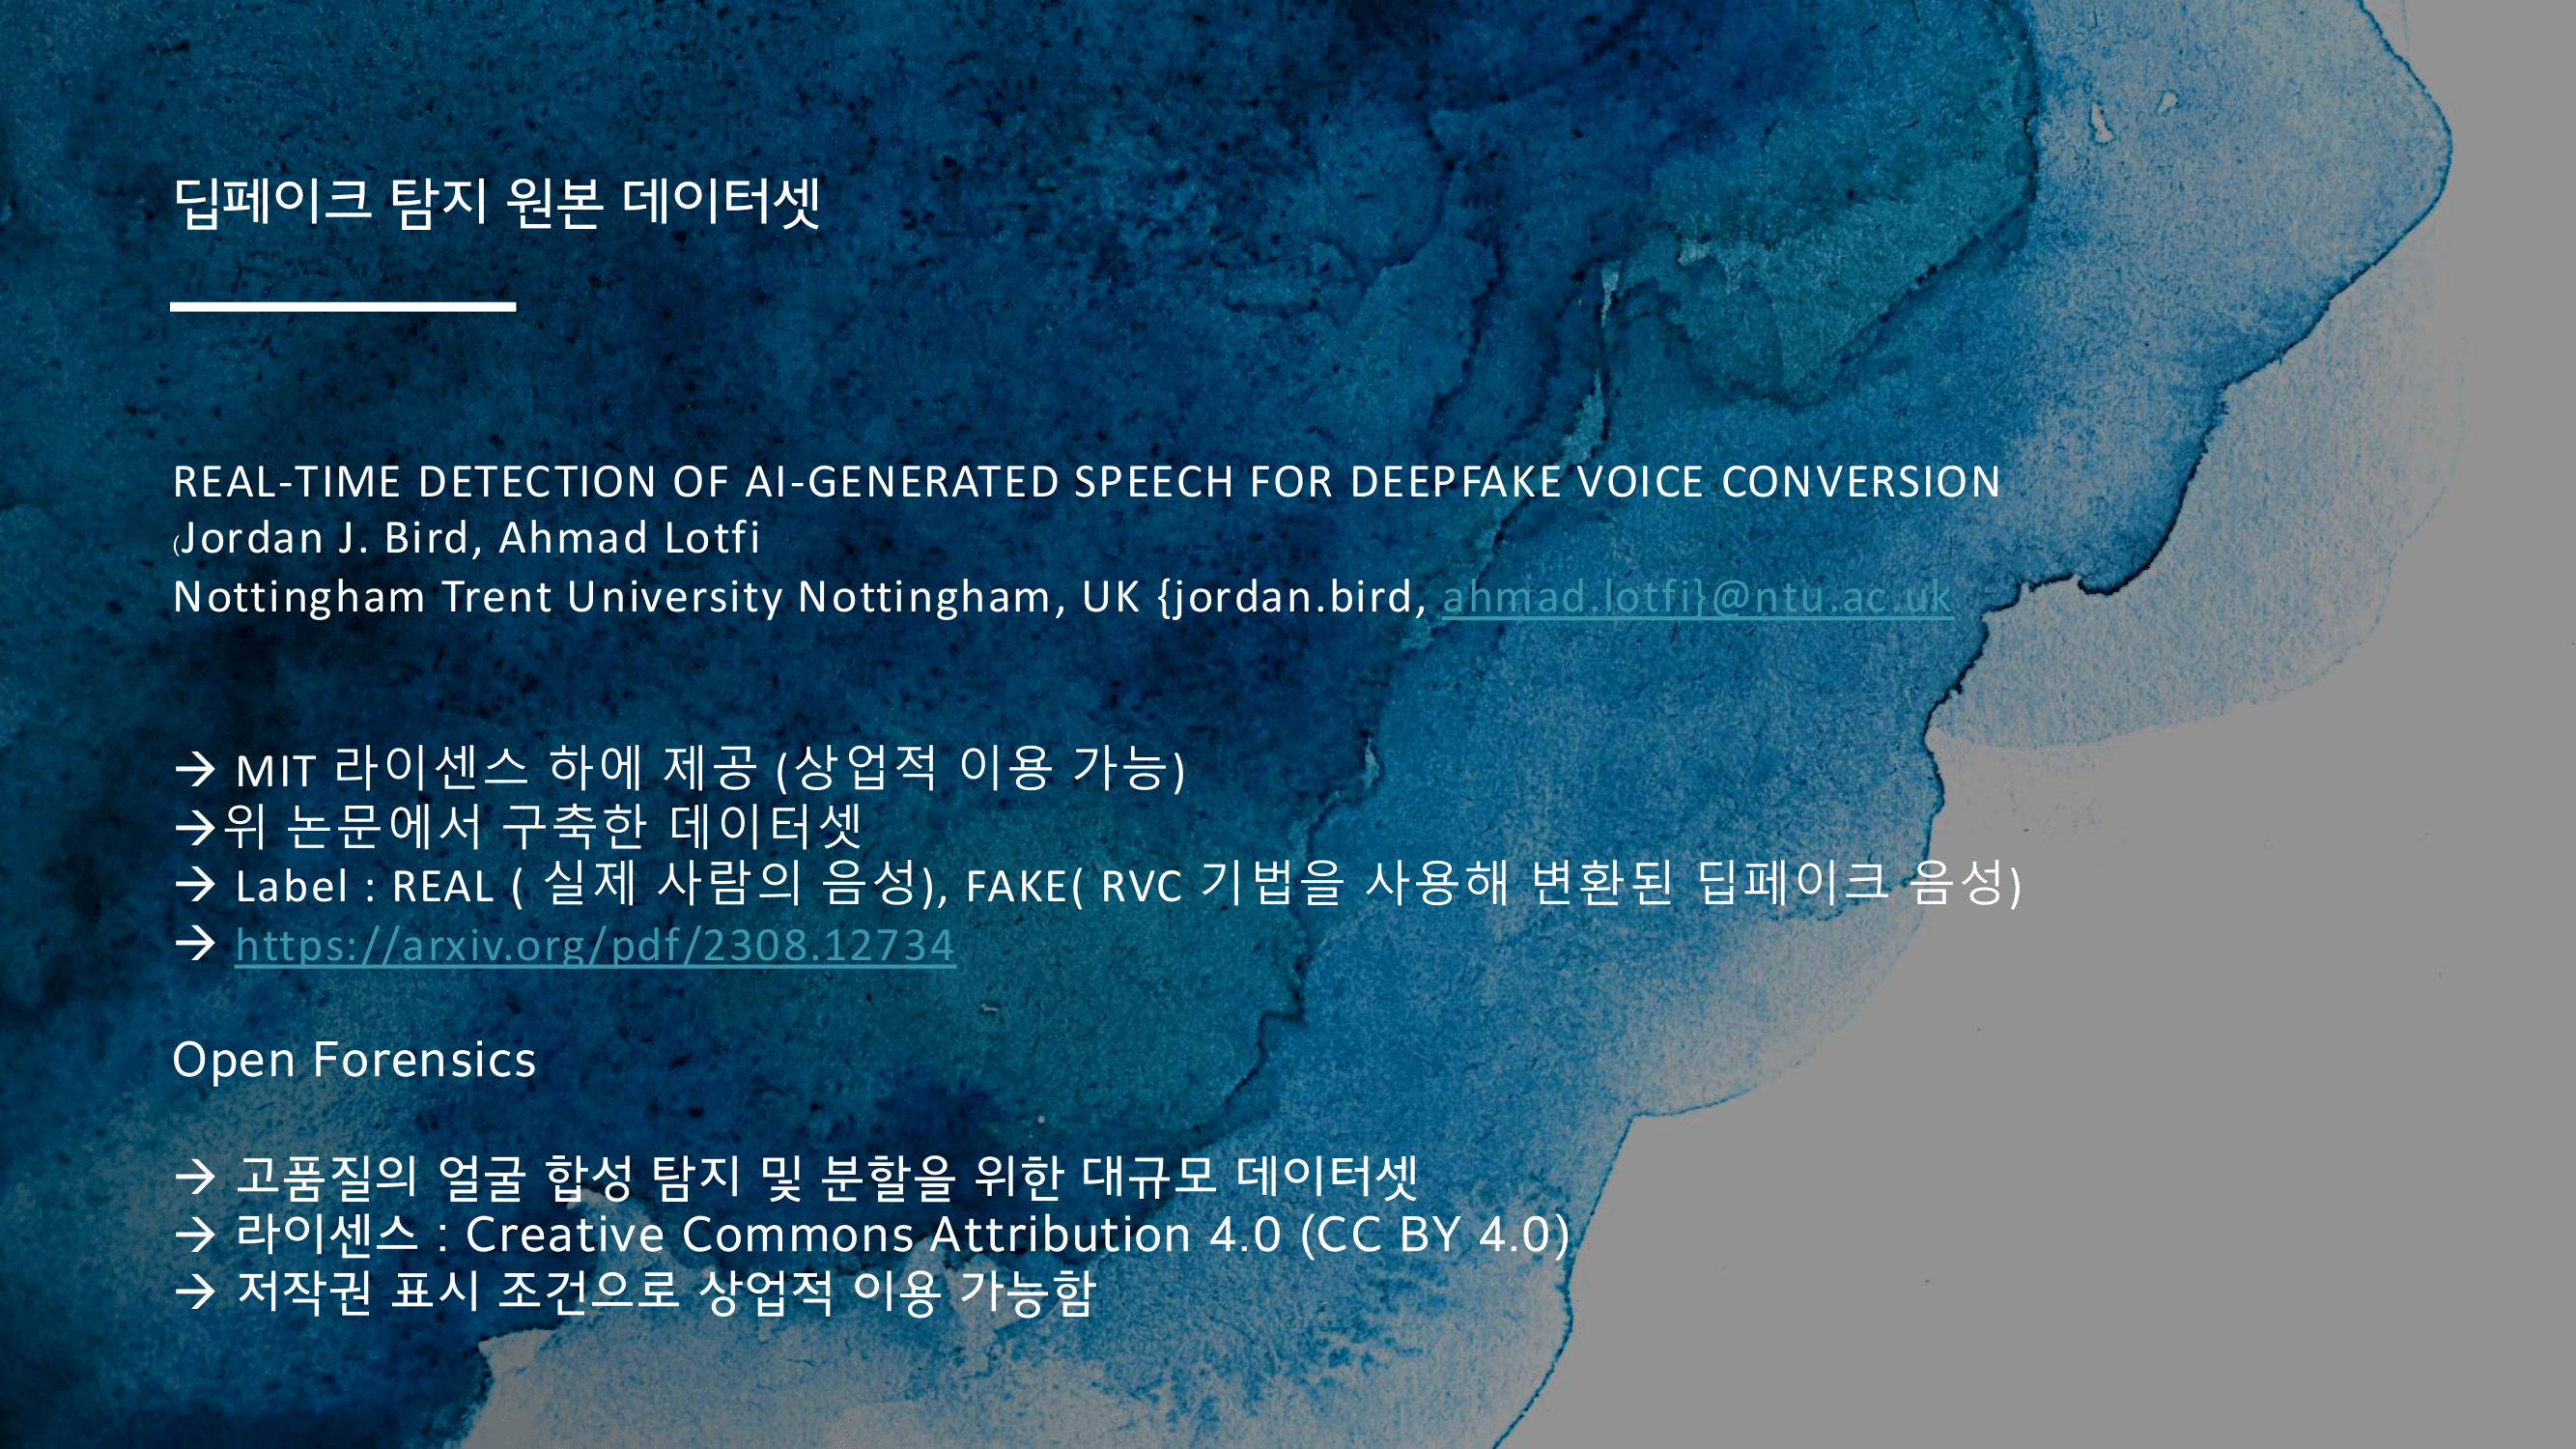 딥페이크 탐지 원본 데이터셋
REAL-TIME DETECTION OF AI-GENERATED SPEECH FOR DEEPFAKE VOICE CONVERSION
(Jordan J. Bird, Ahmad Lotfi
Nottingham Trent University Nottingham, UK {jordan.bird, ahmad.lotfi}@ntu.ac.uk
→ MIT 라이센스 하에 제공 (상업적 이용 가능)
→위 논문에서 구축한 데이터셋
→ Label : REAL ( 실제 사람의 음성), FAKE( RVC 기법을 사용해 변환된 딥페이크 음성)
→ https://arxiv.org/pdf/2308.12734
Open Forensics
→ 고품질의 얼굴 합성 탐지 및 분할을 위한 대규모 데이터셋
→ 라이센스 : Creative Commons Attribution 4.0 (CC BY 4.0)
→ 저작권 표시 조건으로 상업적 이용 가능함